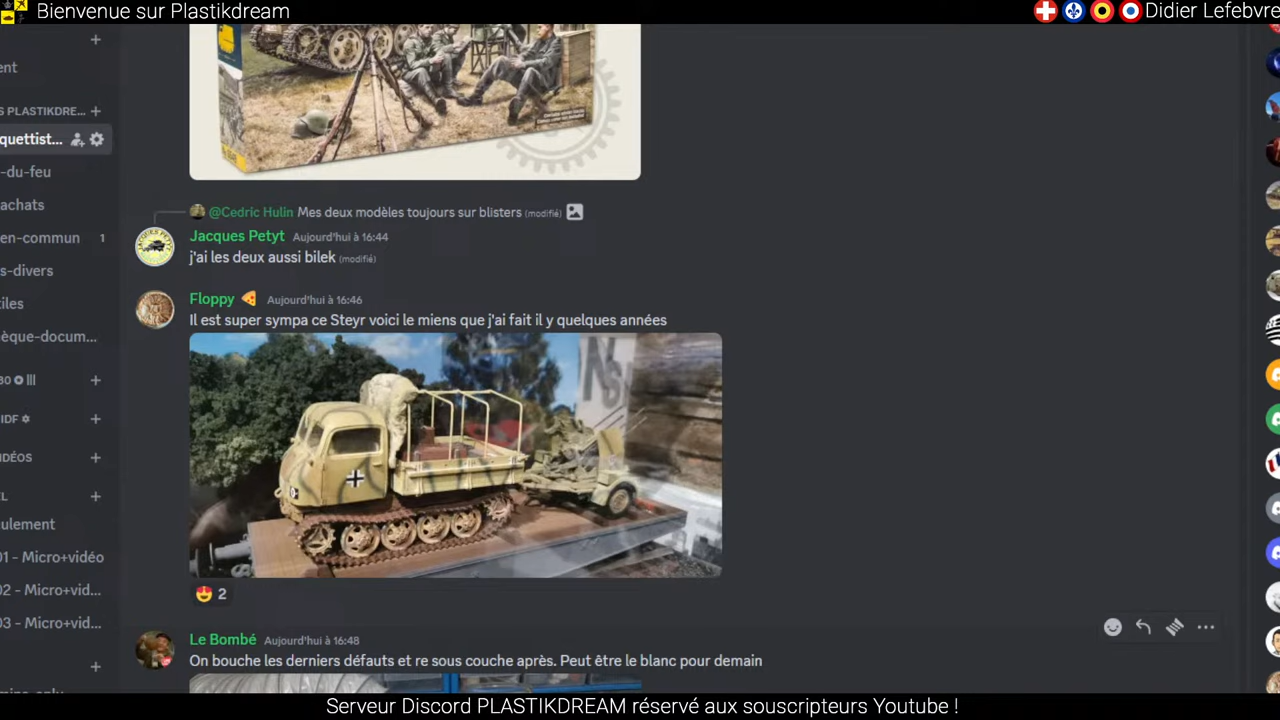 Bienvenue sur Plastikdream
Didier Lefebvre
ent
S PLASTIKDRE... +
quettist...
-du-feu
achats
en-commun 1
s-divers
tiles
èque-docum...
IDF
ÉOS
L
ulement
01 - Micro+vidéo
02 - Micro+vid...
03 - Micro+vid...
@Cedric Hulin Mes deux modèles toujours sur blisters (modifié)
Jacques Petyt Aujourd'hui à 16:44
j'ai les deux aussi bilek (modifié)
Floppy 🍕 Aujourd'hui à 16:46
Il est super sympa ce Steyr voici le miens que j'ai fait il y quelques années
NS
😍 2
Le Bombé Aujourd'hui à 16:48
On bouche les derniers défauts et re sous couche après. Peut être le blanc pour demain
Serveur Discord PLASTIKDREAM réservé aux souscripteurs Youtube !